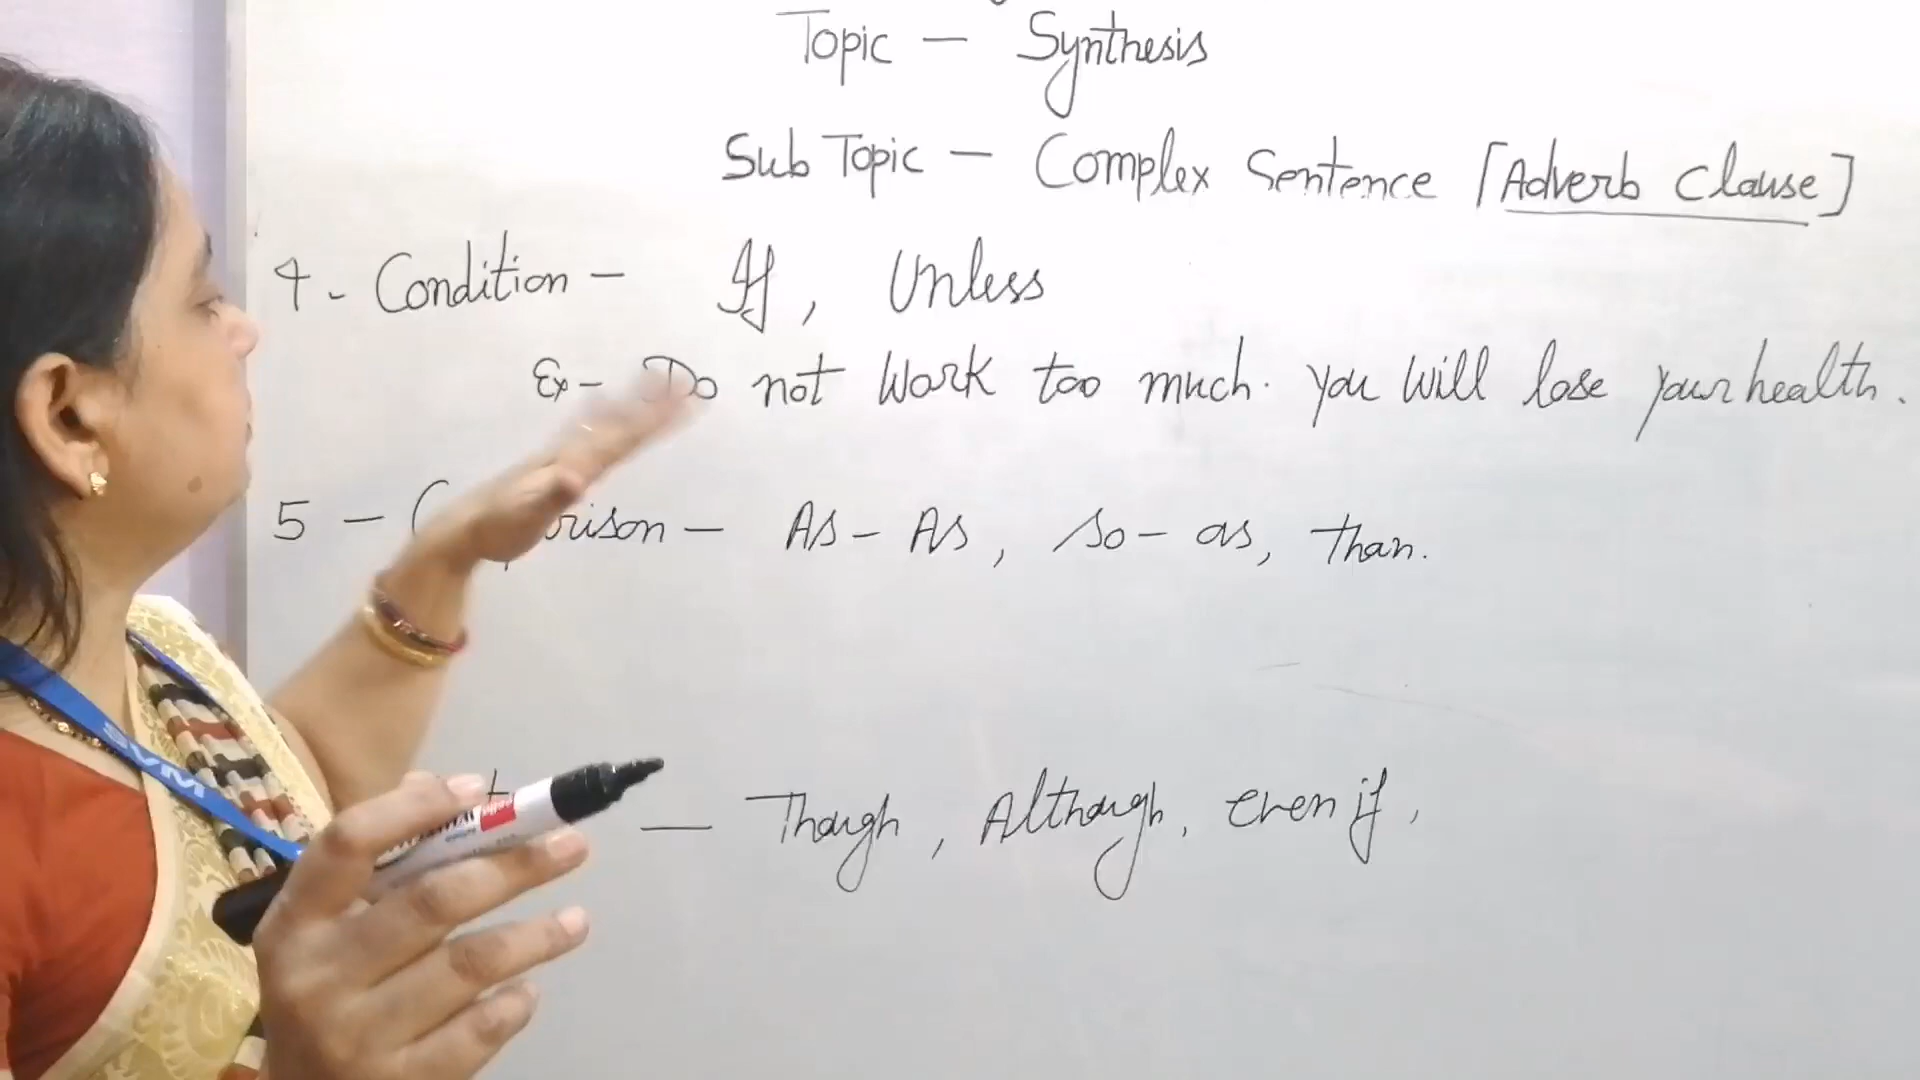 Topic – Synthesis
Sub Topic – Complex Sentence [Adverb Clause]
4 - Condition – If, Unless
Ex – Do not work too much. You will lose your health.
5 – As – As, so – as, than.
— Though, Although, even if,
SVM